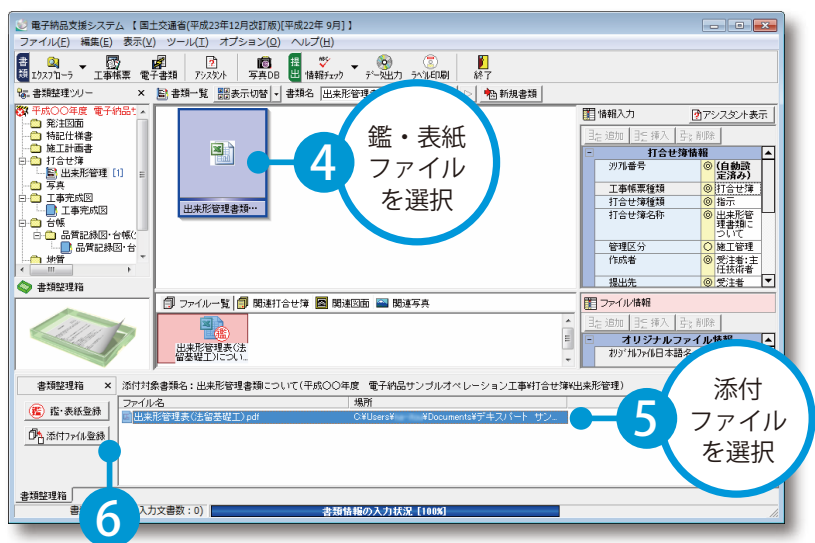 電子納品支援システム 【 国土交通省(平成23年12月改訂版)[平成22年 9月] 】
ファイル(F) 編集(E) 表示(V) ツール(T) オプション(O) ヘルプ(H)
書類 エクスプローラ 工事帳票 電子書類 アシスタント 写真DB 提出 情報チェック データ出力 ラベル印刷 終了
書類整理ツリー × 書類一覧 表示切替 書類名 出来形管理 新規書類
平成〇〇年度 電子納品
発注図面
特記仕様書
施工計画書
打合せ簿
出来形管理 [1]
写真
工事完成図
工事完成図
台帳
品質記録図・台帳(
品質記録図・台
地質
書類整理箱
出来形管理書類…
4
鑑・表紙
ファイル
を選択
情報入力 アシスタント表示
追加 挿入 削除
打合せ簿情報
シリアル番号 ◎ (自動設定済み)
工事帳票種類 ◎ 打合せ簿
打合せ簿種類 ◎ 指示
打合せ簿名称 ◎ 出来形管理書類について
管理区分 ○ 施工管理
作成者 ◎ 受注者:主任技術者
提出先 ◎ 受注者
ファイル一覧 関連打合せ簿 関連図面 関連写真
鑑
出来形管理表(法
留基礎工)につい...
ファイル情報
追加 挿入 削除
オリジナルファイル情報
オリジナルファイル日本語名
書類整理箱 × 添付対象書類名:出来形管理書類について(平成〇〇年度 電子納品サンプルオペレーション工事¥打合せ簿¥出来形管理)
鑑 鑑・表紙登録
添付ファイル登録
ファイル名 場所
出来形管理表(法留基礎工).pdf C:¥Users¥ ¥Documents¥デキスパート サン...
5
添付
ファイル
を選択
6
書類整理箱
入力文書数:0) 書類情報の入力状況 [100%]